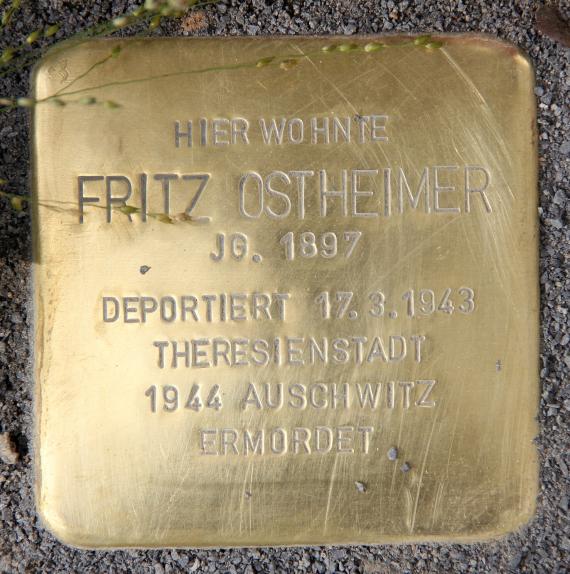 HIER WOHNTE
FRITZ OSTHEIMER
JG. 1897
DEPORTIERT 17.3.1943
THERESIENSTADT
1944 AUSCHWITZ
ERMORDET